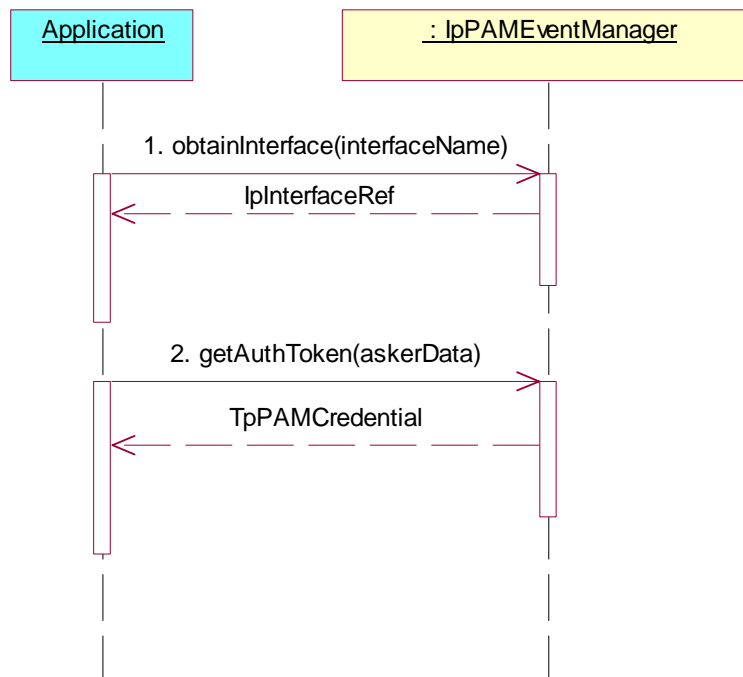 Application
: IpPAMEventManager
1. obtainInterface(interfaceName)
IpInterfaceRef
2. getAuthToken(askerData)
TpPAMCredential